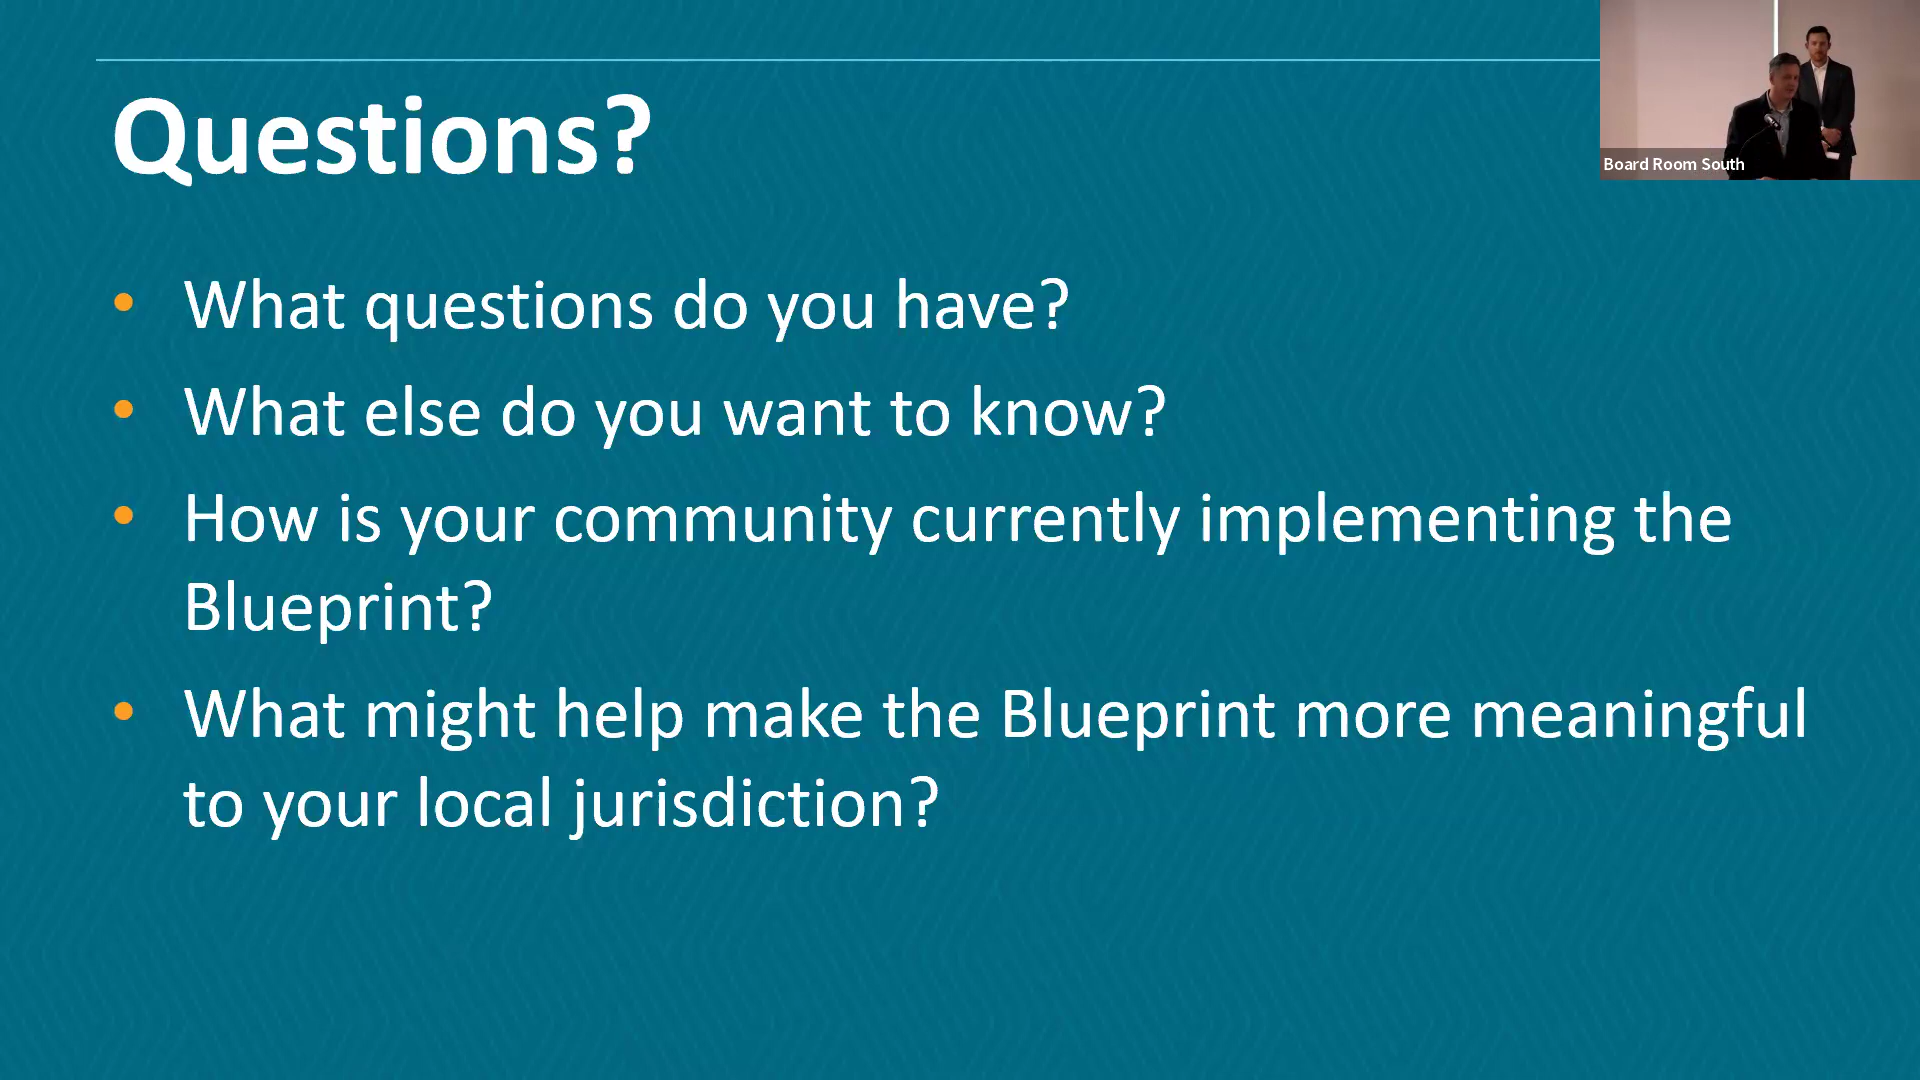 Questions?
Board Room South
• What questions do you have?
• What else do you want to know?
• How is your community currently implementing the
Blueprint?
• What might help make the Blueprint more meaningful
to your local jurisdiction?